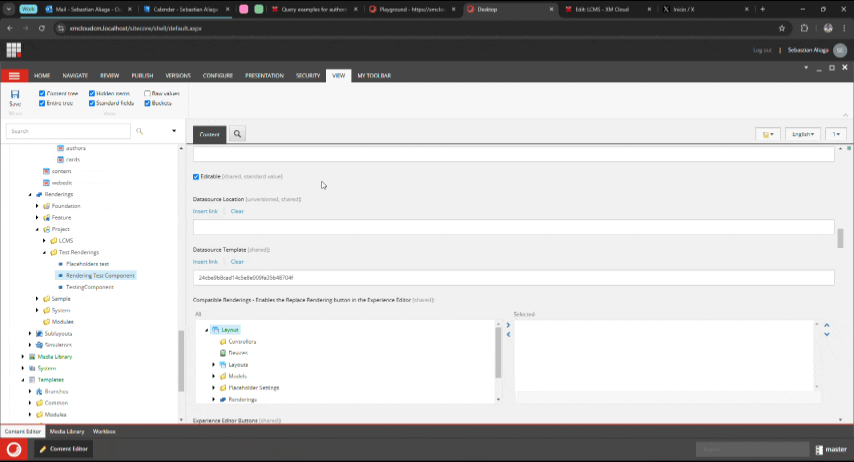 Work
Mail - Sebastian Aliaga - Cl
Calendar - Sebastian Aliaga
Query examples for author
Playground - https://xmclo
Desktop
Edit: LCMS - XM Cloud
Inicio / X
xmcloudcm.localhost/sitecore/shell/default.aspx
Log out | Sebastian Aliaga
HOME NAVIGATE REVIEW PUBLISH VERSIONS CONFIGURE PRESENTATION SECURITY VIEW MY TOOLBAR
Save
Content tree Hidden items Raw values
Entire tree Standard fields Buckets
Write
View
Search
Content
English
1
authors
cards
content
webedit
Renderings
Foundation
Feature
Project
LCMS
Test Renderings
Placeholders test
Rendering Test Component
TestingComponent
Sample
System
Modules
Sublayouts
Simulators
Media Library
System
Templates
Branches
Common
Modules
Editable [shared, standard value]
Datasource Location [unversioned, shared]:
Insert link Clear
Datasource Template [shared]:
Insert link Clear
Compatible Renderings - Enables the Replace Rendering button in the Experience Editor [shared]:
All Selected
Layout
Controllers
Devices
Layouts
Models
Placeholder Settings
Renderings
Experience Editor Buttons [shared]:
Content Editor Media Library Workbox
Content Editor
master